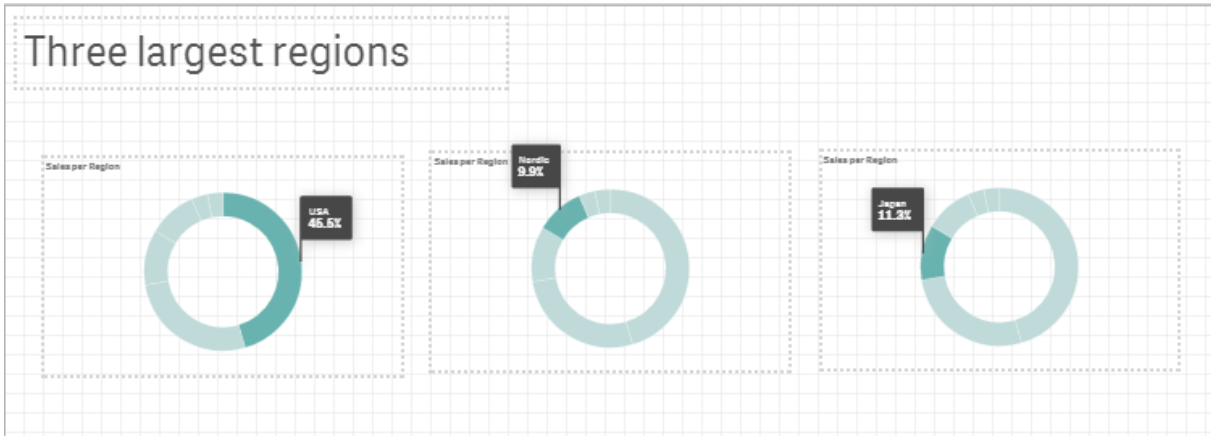 Three largest regions
Sales per Region
USA
45.5%
Sales per Region
Nordic
9.9%
Sales per Region
Japan
11.3%